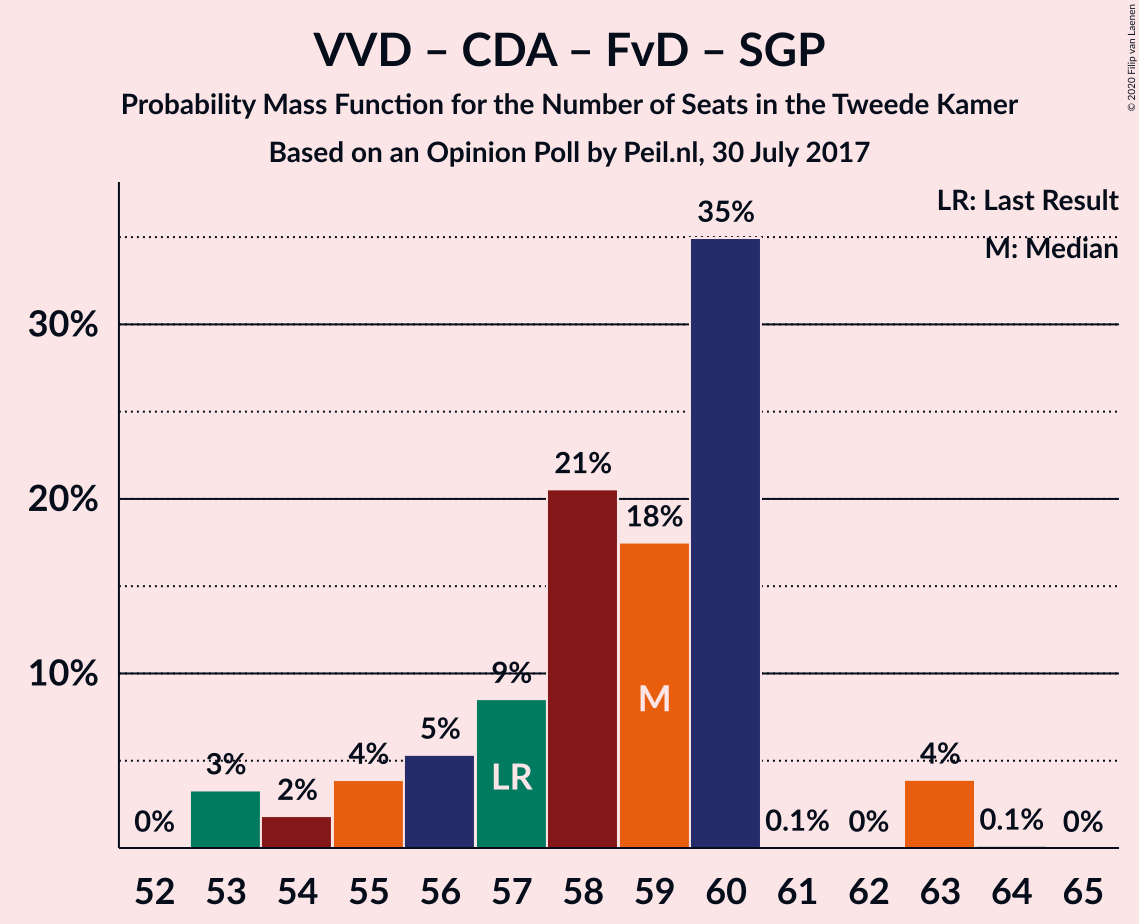 VVD – CDA – FvD – SGP
Probability Mass Function for the Number of Seats in the Tweede Kamer
Based on an Opinion Poll by Peil.nl, 30 July 2017
© 2020 Filip van Laenen
LR: Last Result
M: Median
35%
30%
21%
20%
18%
10%
9%
5%
4%
4%
3%
2%
0%
0.1%
0%
0.1%
0%
M
LR
52 53 54 55 56 57 58 59 60 61 62 63 64 65